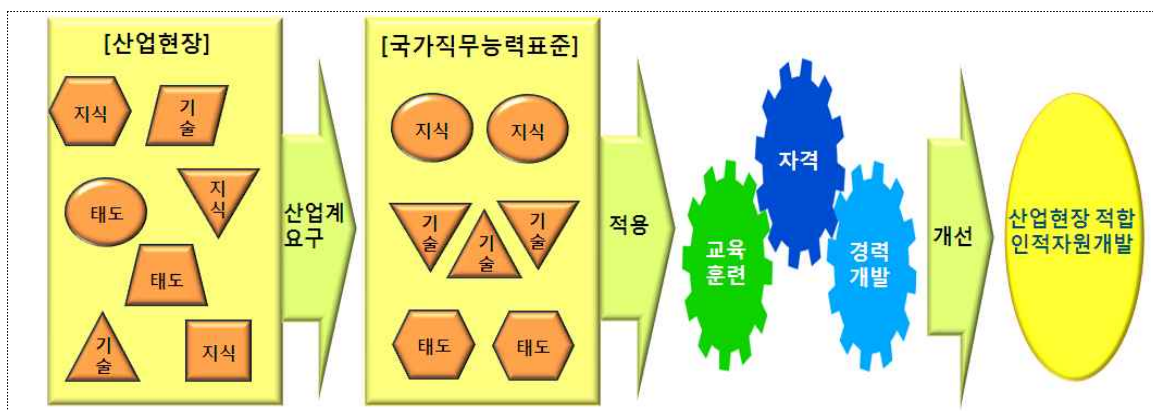 [산업현장]
지식
기
술
태도
지
식
태도
기
술
지식
산업계
요구
[국가직무능력표준]
지식
지식
기
술
기
술
기
술
태도
태도
적용
자격
교육
훈련
경력
개발
개선
산업현장 적합
인적자원개발